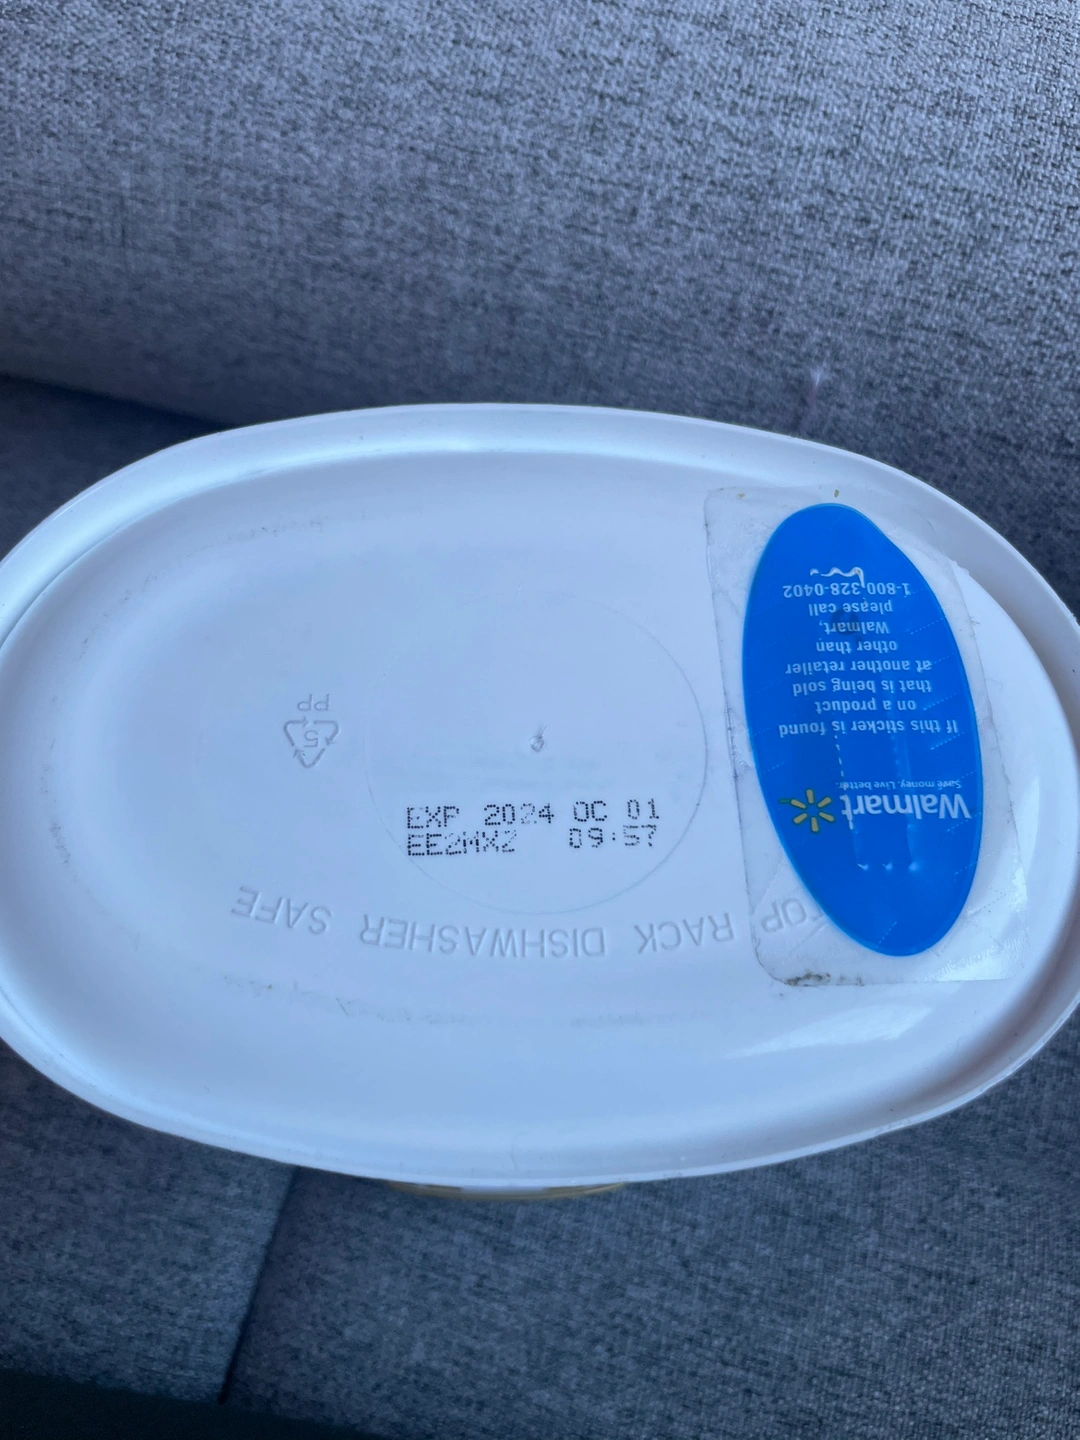 EXP 2024 OC 01
EE2MX2 09:57
TOP RACK DISHWASHER SAFE
5
PP
3
Walmart
Save money. Live better.
If this sticker is found
on a product
that is being sold
at another retailer
other than
Walmart,
please call
1-800-328-0402